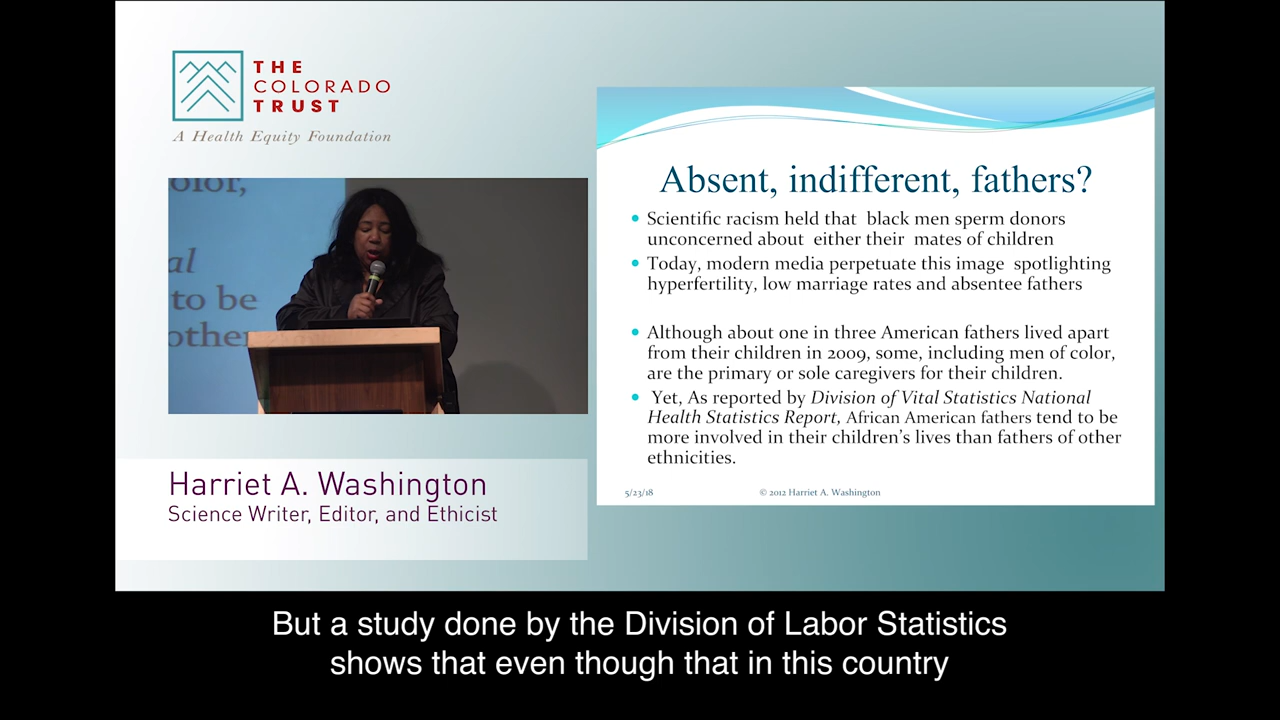 THE
COLORADO
TRUST
A Health Equity Foundation
olor,
al
to be
other
Harriet A. Washington
Science Writer, Editor, and Ethicist
Absent, indifferent, fathers?
Scientific racism held that black men sperm donors
unconcerned about either their mates of children
Today, modern media perpetuate this image spotlighting
hyperfertility, low marriage rates and absentee fathers
Although about one in three American fathers lived apart
from their children in 2009, some, including men of color,
are the primary or sole caregivers for their children.
Yet, As reported by Division of Vital Statistics National
Health Statistics Report, African American fathers tend to be
more involved in their children's lives than fathers of other
ethnicities.
5/23/18 © 2012 Harriet A. Washington
But a study done by the Division of Labor Statistics
shows that even though that in this country